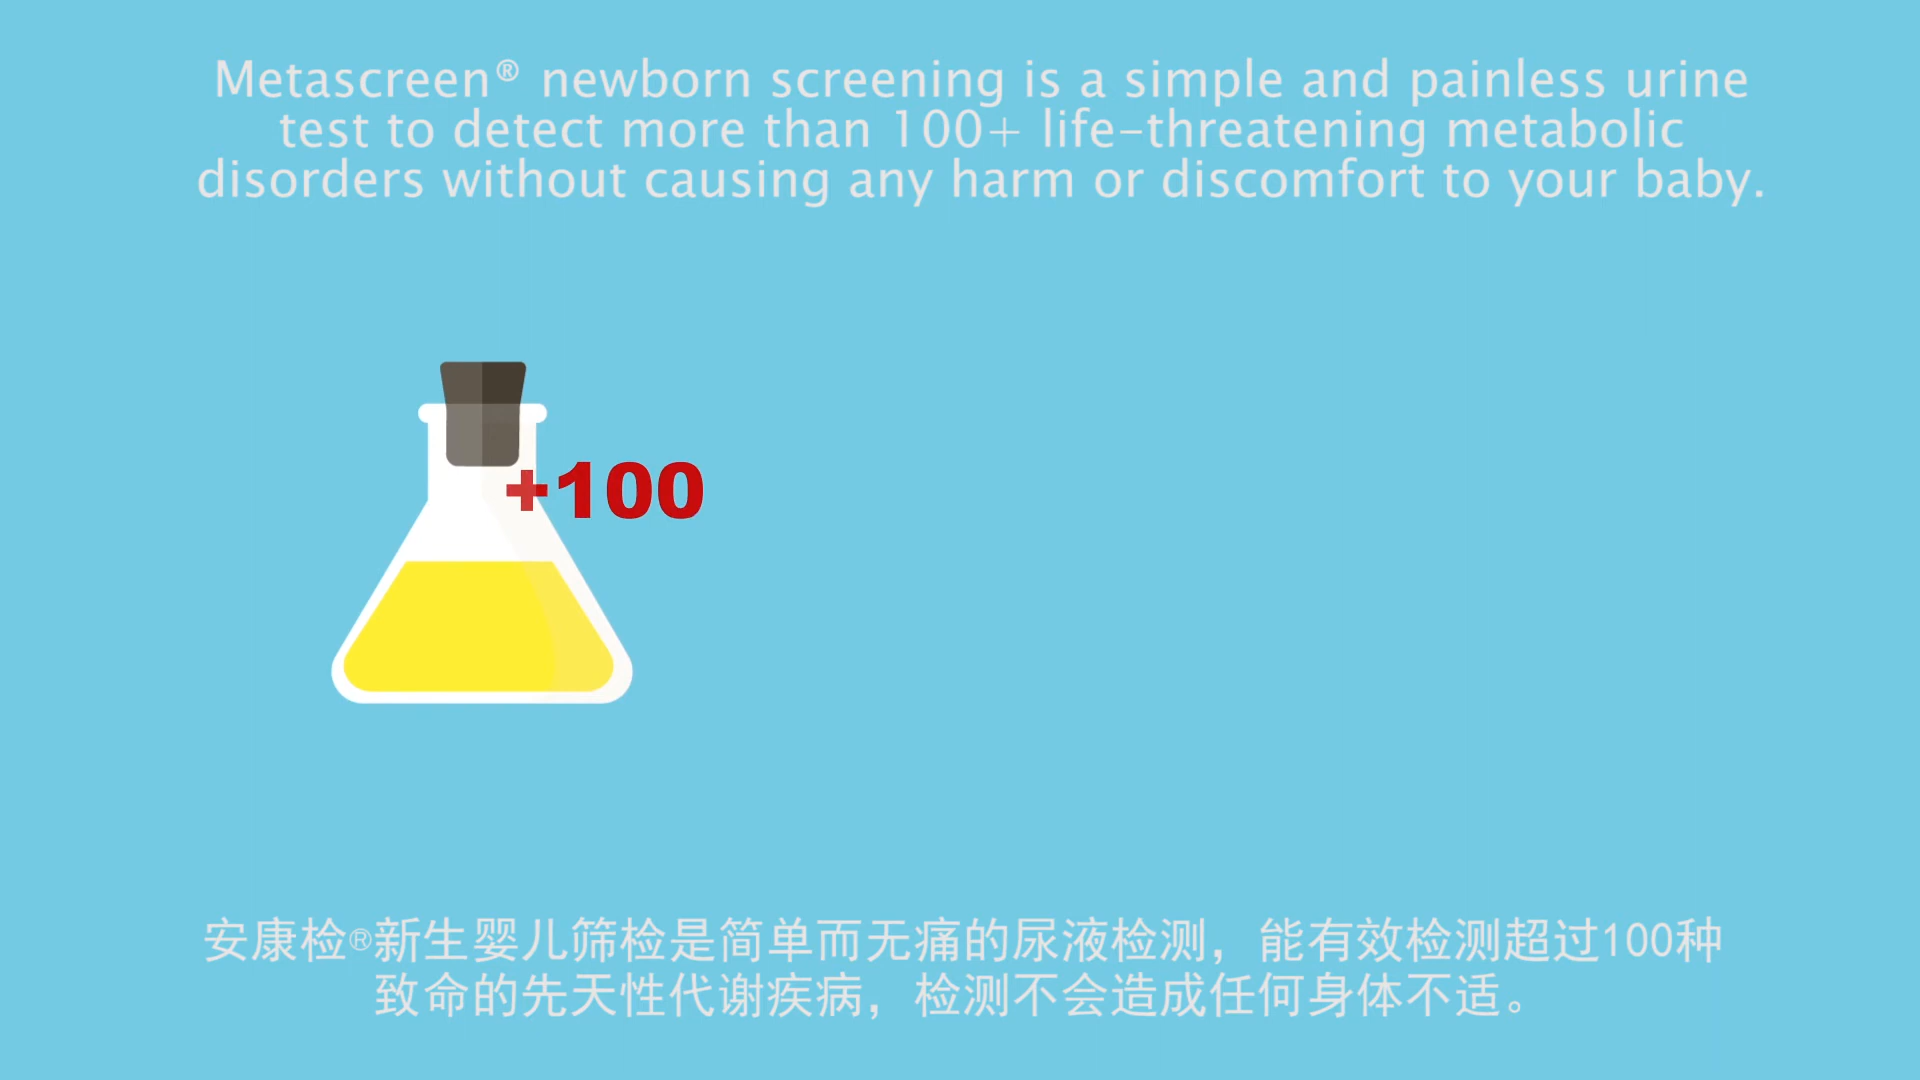 Metascreen® newborn screening is a simple and painless urine
test to detect more than 100+ life-threatening metabolic
disorders without causing any harm or discomfort to your baby.
+100
安康检®新生婴儿筛检是简单而无痛的尿液检测，能有效检测超过100种
致命的先天性代谢疾病，检测不会造成任何身体不适。